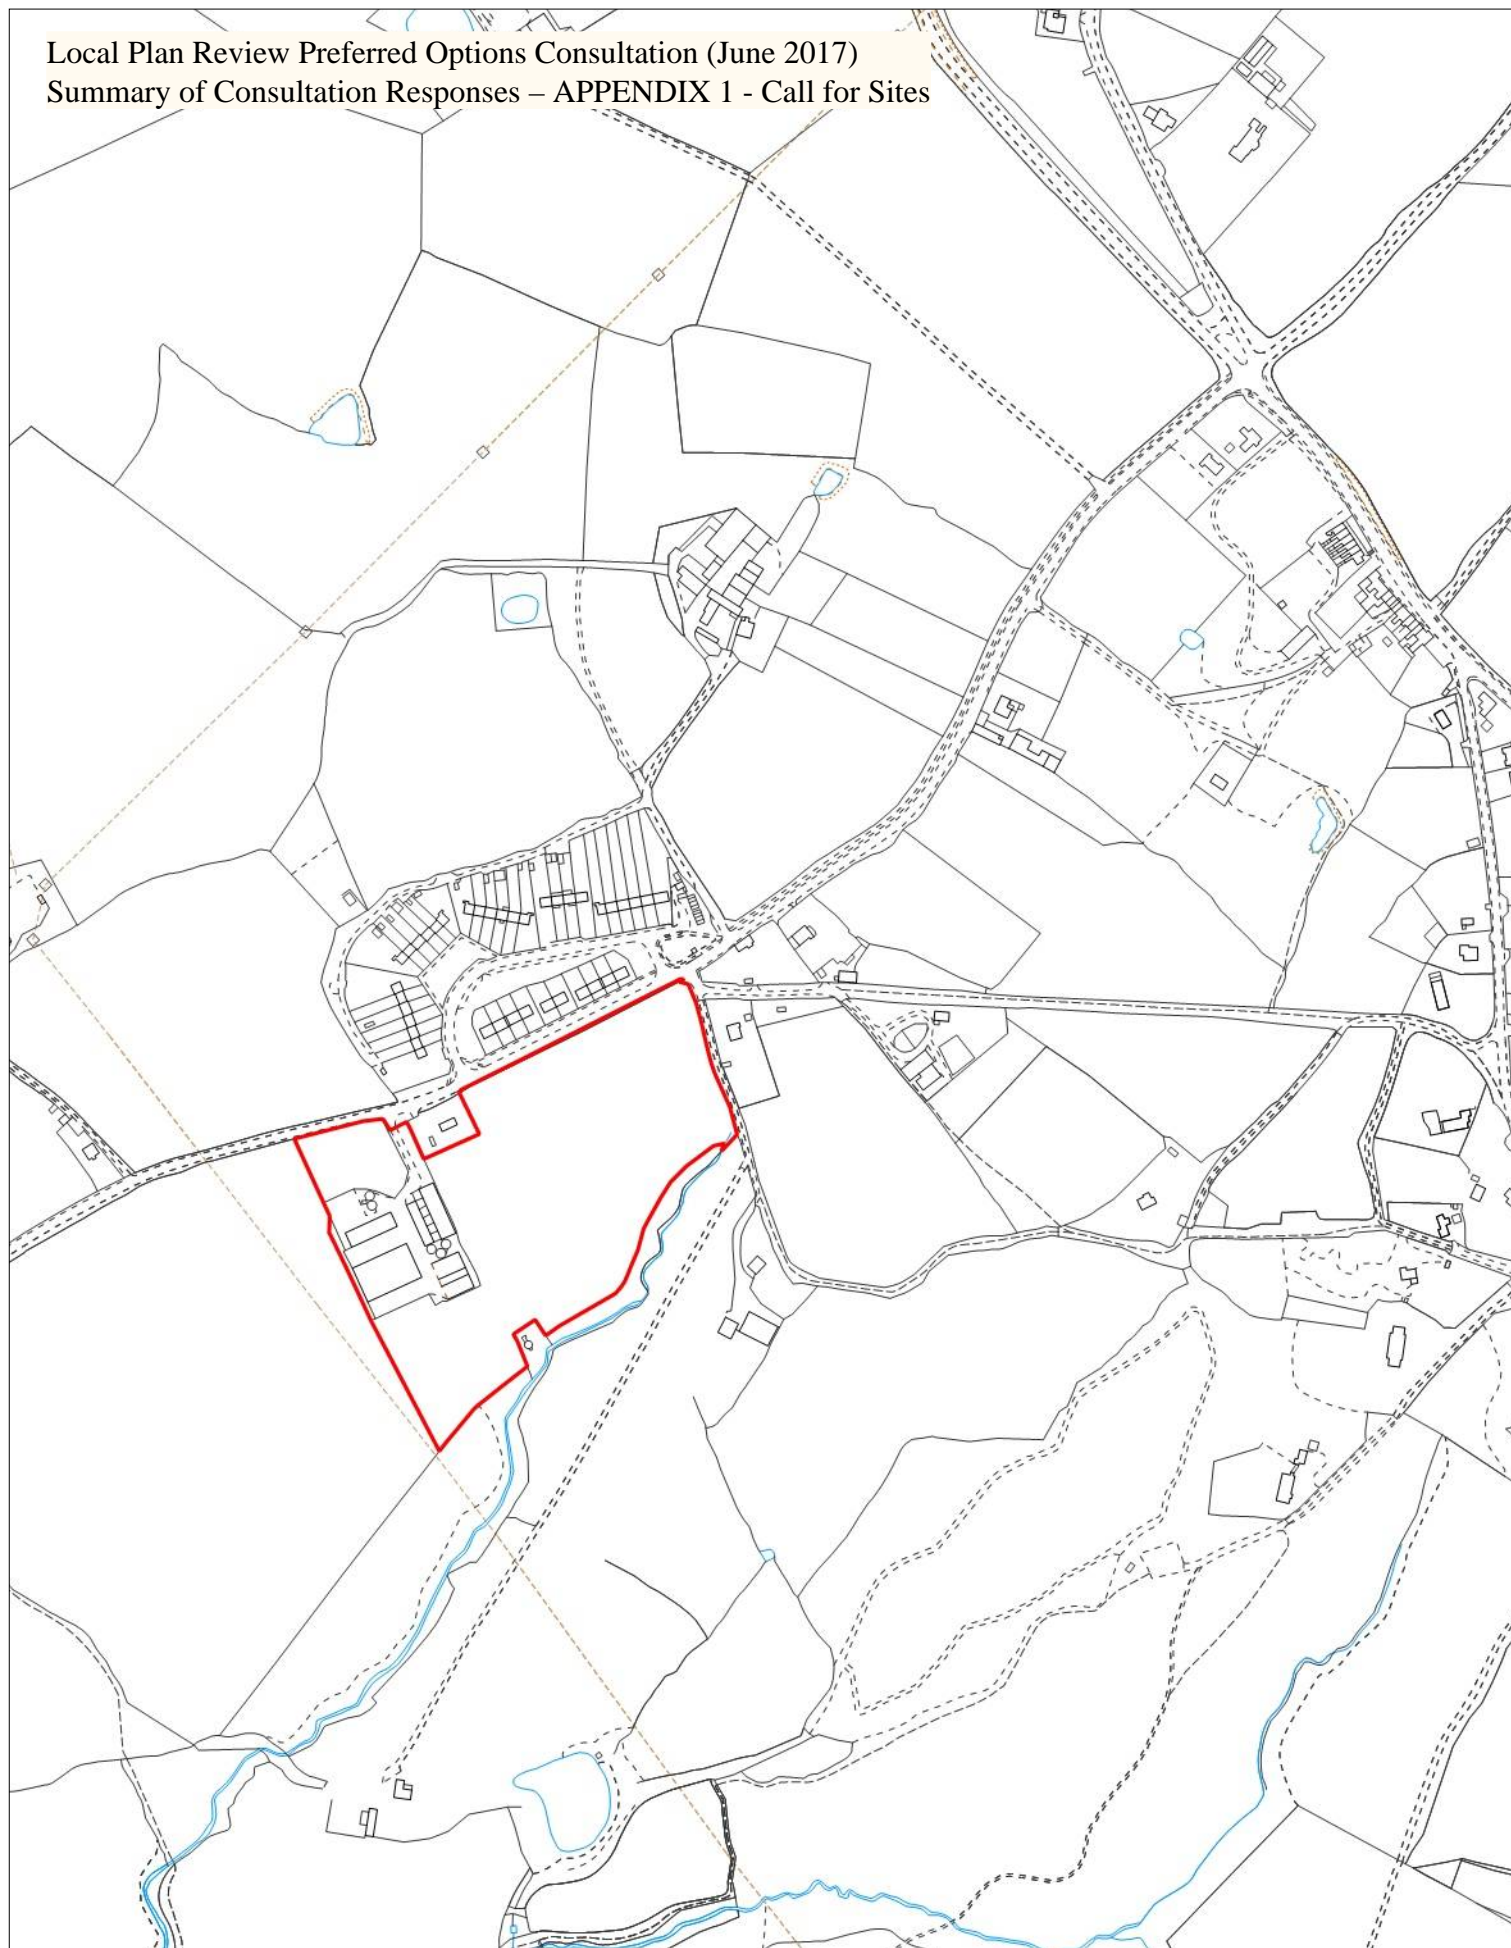 Local Plan Review Preferred Options Consultation (June 2017)
Summary of Consultation Responses – APPENDIX 1 - Call for Sites